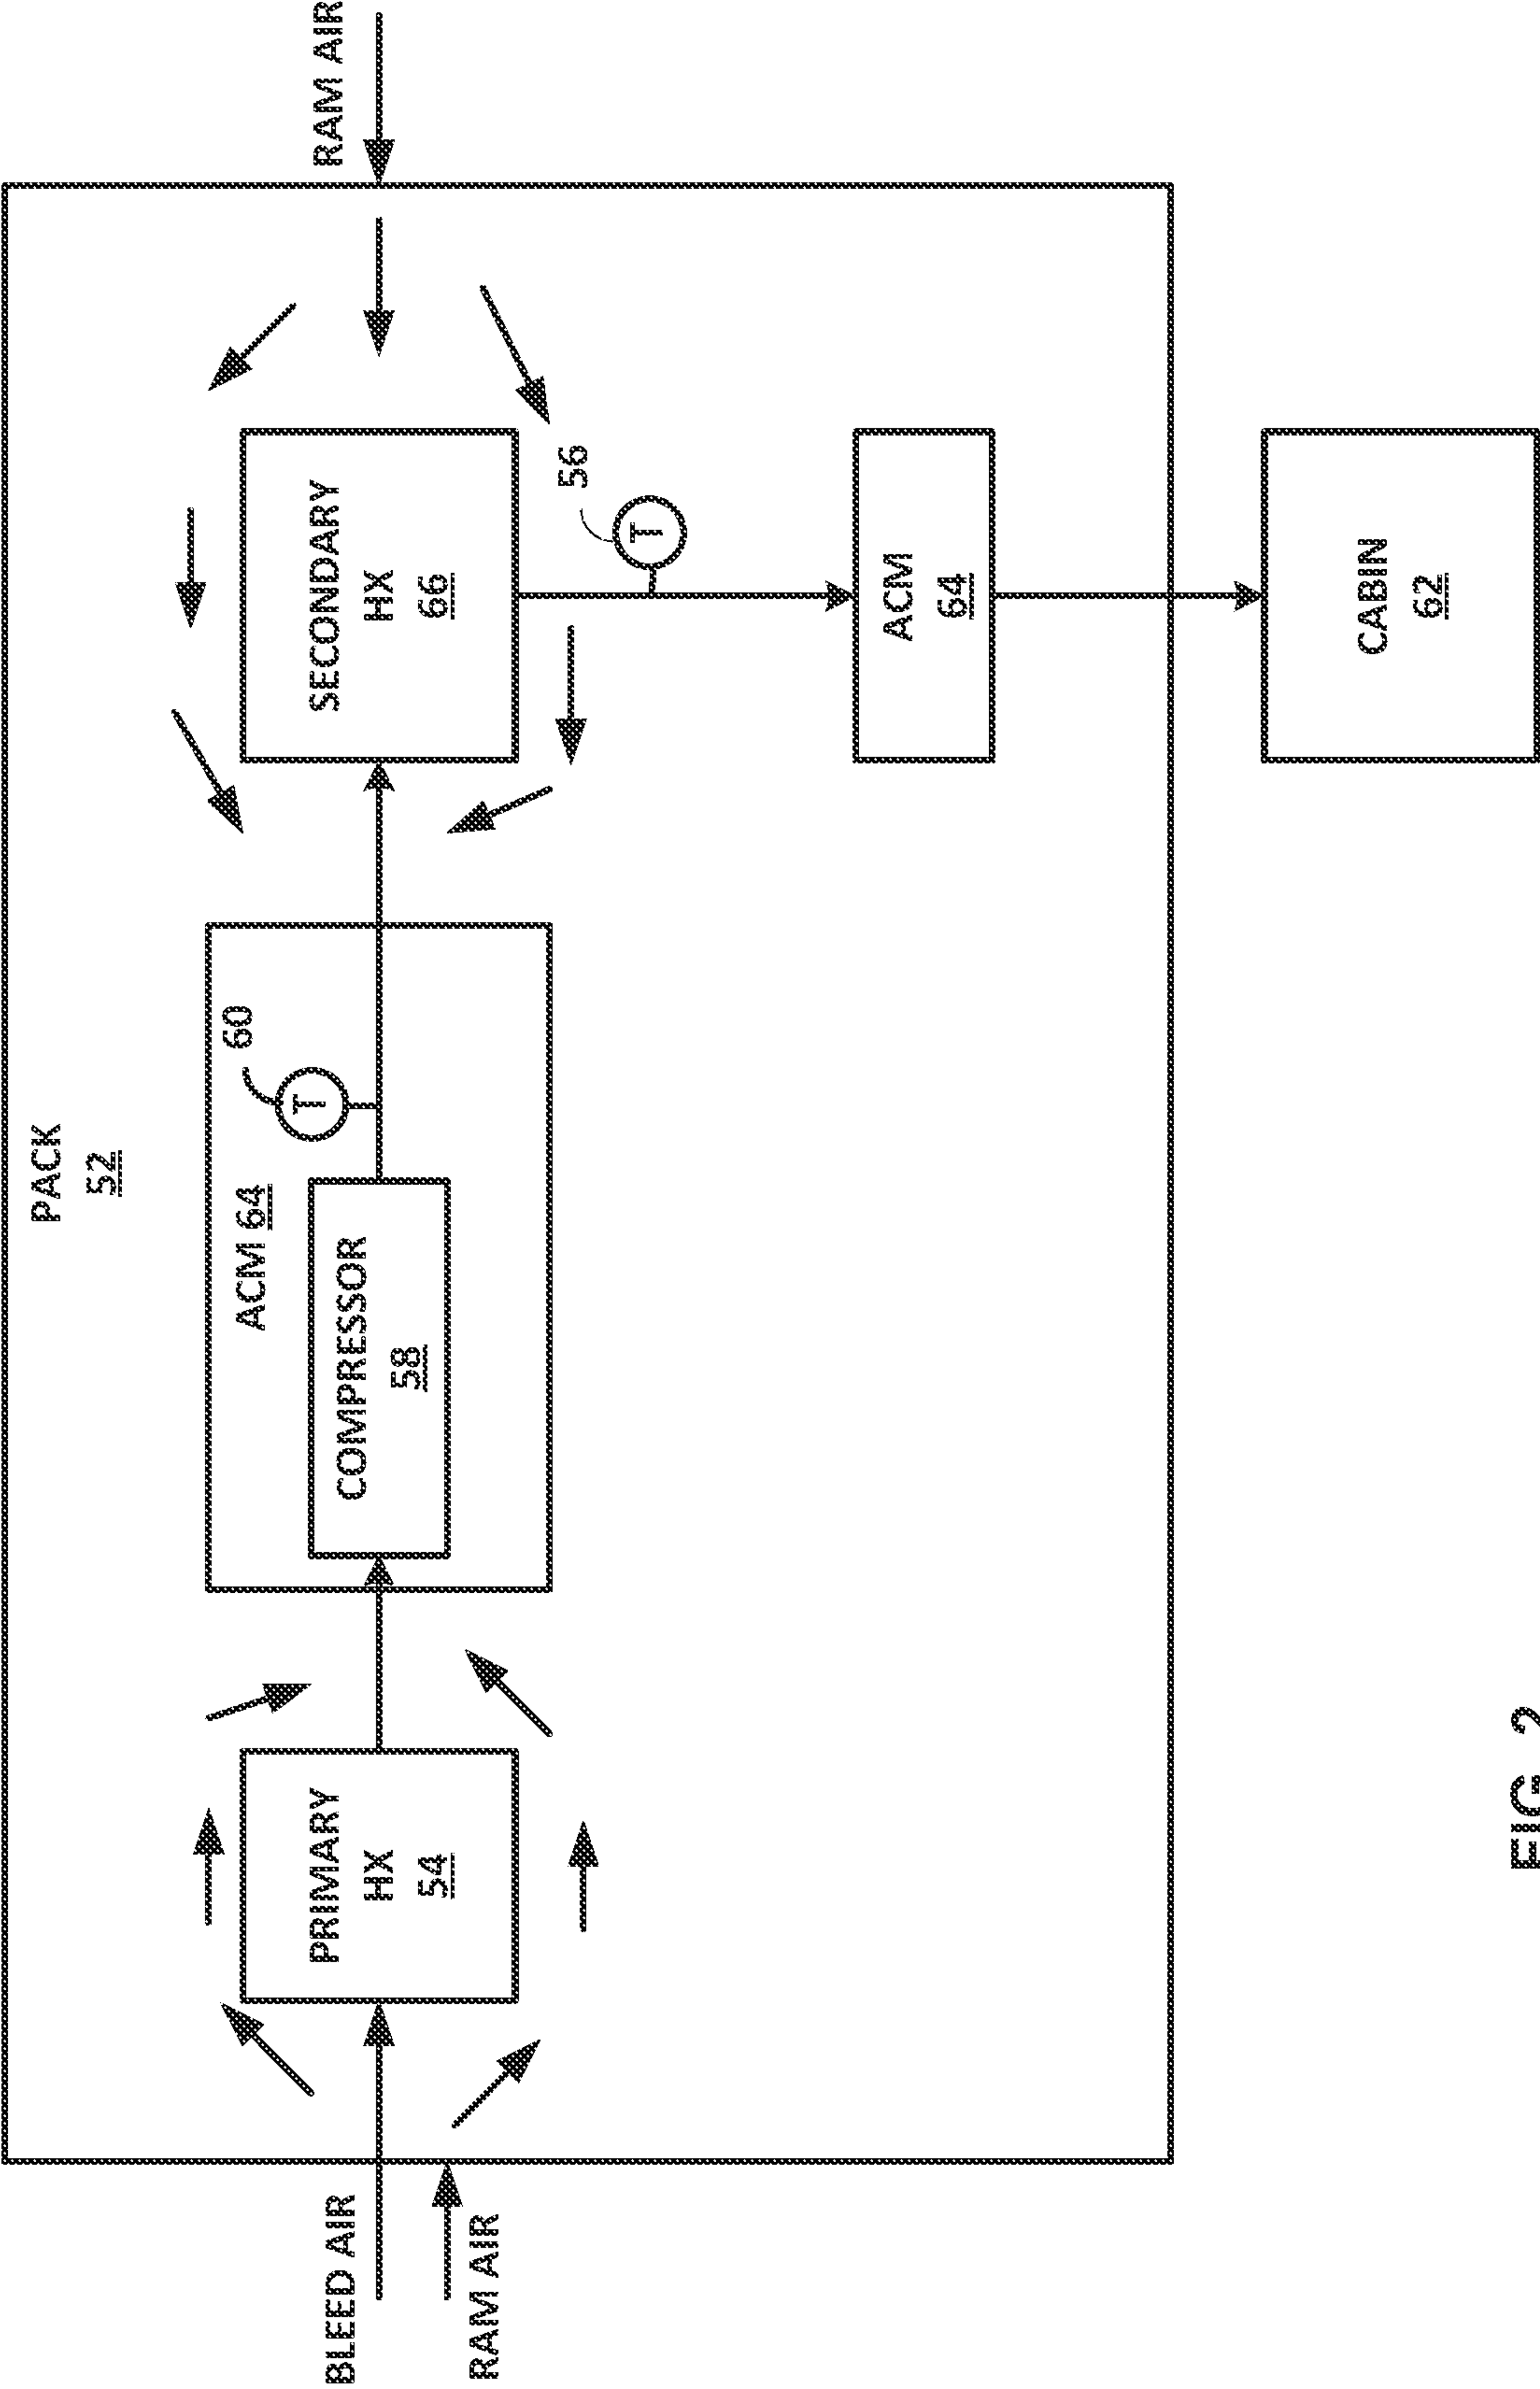 PACK
52
BLEED AIR
RAM AIR
PRIMARY
HX
54
ACM 64
60
T
COMPRESSOR
58
SECONDARY
HX
66
RAM AIR
56
T
ACM
64
CABIN
62
FIG. 2